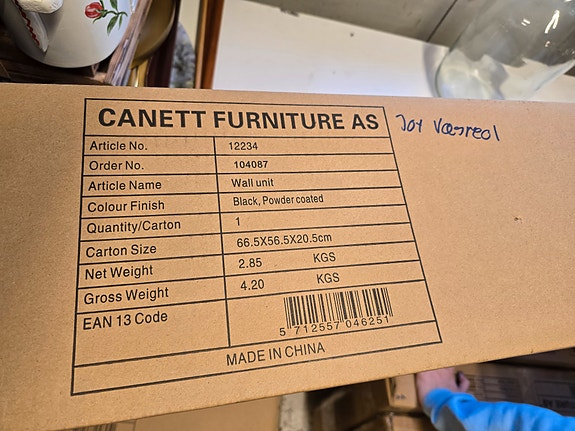 CANETT FURNITURE AS
Article No. 12234
Order No. 104087
Article Name Wall unit
Colour Finish Black, Powder coated
Quantity/Carton 1
Carton Size 66.5X56.5X20.5cm
Net Weight 2.85 KGS
Gross Weight 4.20 KGS
EAN 13 Code 5 712557 046251
MADE IN CHINA